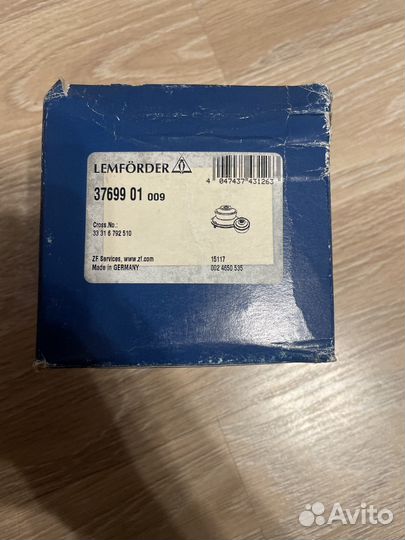 LEMFÖRDER
4 047437 431263
37699 01 009
Cross.No.:
33 31 6 792 510
ZF Services, www.zf.com
Made in GERMANY
15117
002 4650 535
Avito